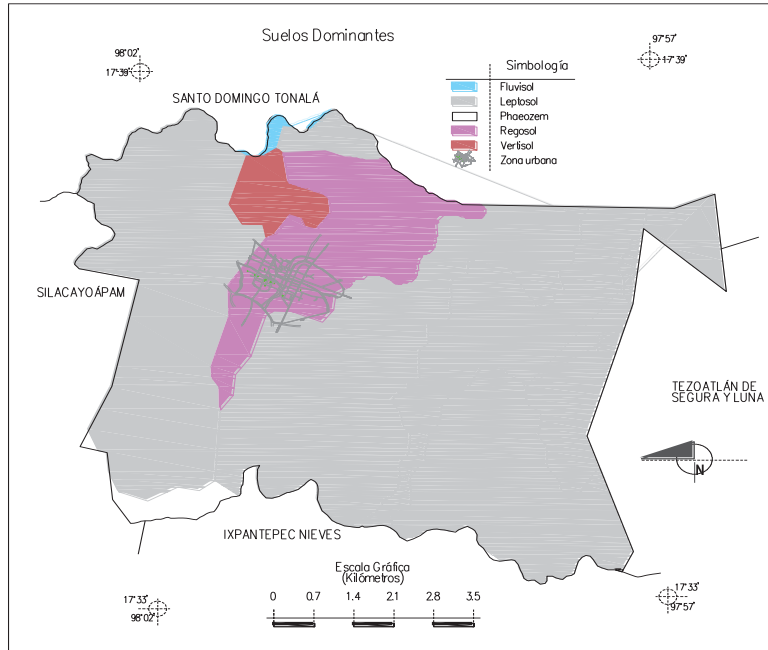 Suelos Dominantes
98°02'
17°39'
97°57'
17°39'
Simbología
Fluvisol
Leptosol
Phaeozem
Regosol
Vertisol
Zona urbana
SANTO DOMINGO TONALÁ
SILACAYOÁPAM
TEZOATLÁN DE
SEGURA Y LUNA
N
IXPANTEPEC NIEVES
Escala Gráfica
(Kilómetros)
0 0.7 1.4 2.1 2.8 3.5
17°33'
98°02'
17°33'
97°57'